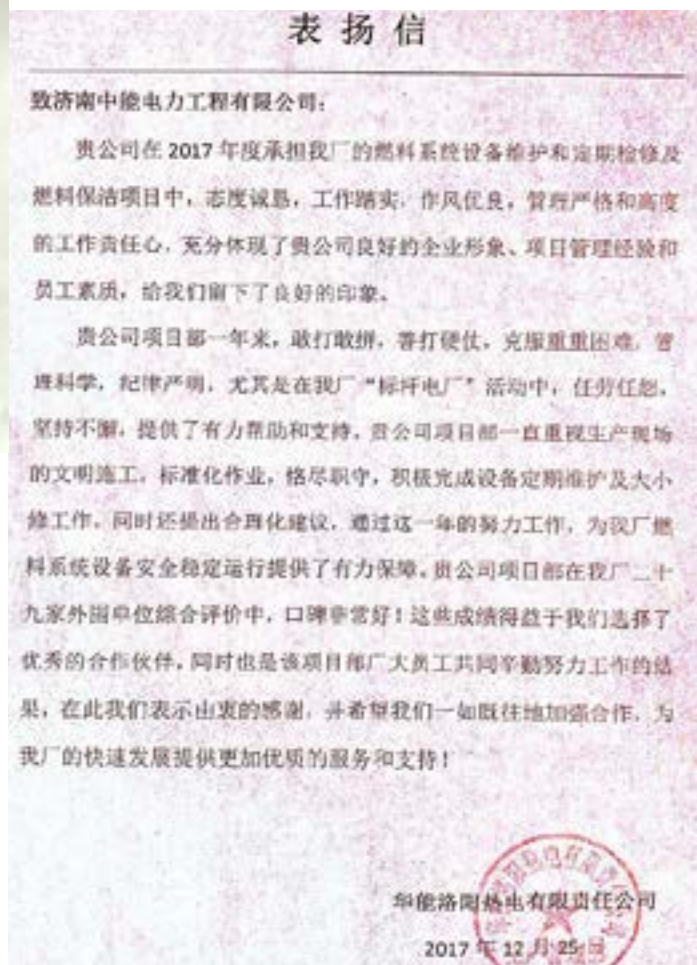 表扬信
致济南中能电力工程有限公司：
贵公司在 2017 年度承担我厂的燃料系统设备维护和定期检修及
燃料保洁项目中，态度诚恳，工作踏实，作风优良，管理严格和高度
的工作责任心，充分体现了贵公司良好的企业形象、项目管理经验和
员工素质，给我们留下了良好的印象。
贵公司项目部一年来，敢打敢拼，善打硬仗，克服重重困难，管
理科学，纪律严明，尤其是在我厂“标杆电厂”活动中，任劳任怨，
坚持不懈，提供了有力帮助和支持。贵公司项目部一直重视生产现场
的文明施工，标准化作业，恪尽职守，积极完成设备定期维护及大小
修工作，同时还提出合理化建议，通过这一年的努力工作，为我厂燃
料系统设备安全稳定运行提供了有力保障。贵公司项目部在我厂二十
九家外围单位综合评价中，口碑非常好！这些成绩得益于我们选择了
优秀的合作伙伴，同时也是该项目部广大员工共同辛勤努力工作的结
果，在此我们表示由衷的感谢，并希望我们一如既往地加强合作，为
我厂的快速发展提供更加优质的服务和支持！
华能洛阳热电有限责任公司
2017 年 12 月 25 日